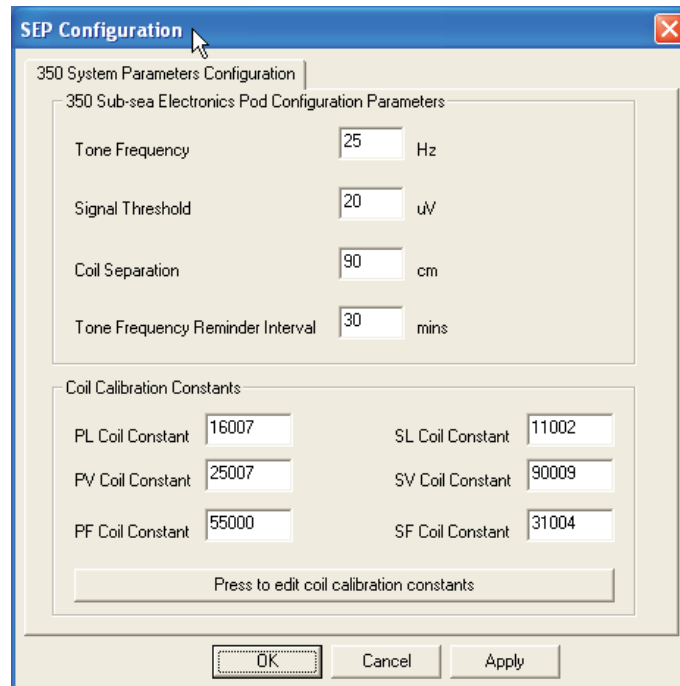 SEP Configuration
350 System Parameters Configuration
350 Sub-sea Electronics Pod Configuration Parameters
Tone Frequency 25 Hz
Signal Threshold 20 uV
Coil Separation 90 cm
Tone Frequency Reminder Interval 30 mins
Coil Calibration Constants
PL Coil Constant 16007 SL Coil Constant 11002
PV Coil Constant 25007 SV Coil Constant 90009
PF Coil Constant 55000 SF Coil Constant 31004
Press to edit coil calibration constants
OK Cancel Apply